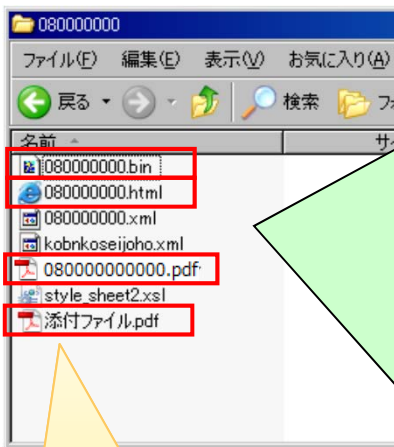 080000000
ファイル(F) 編集(E) 表示(V) お気に入り(A)
戻る 検索
名前
080000000.bin
080000000.html
080000000.xml
kobnkoseijoho.xml
080000000000.pdf
style_sheet2.xsl
添付ファイル.pdf